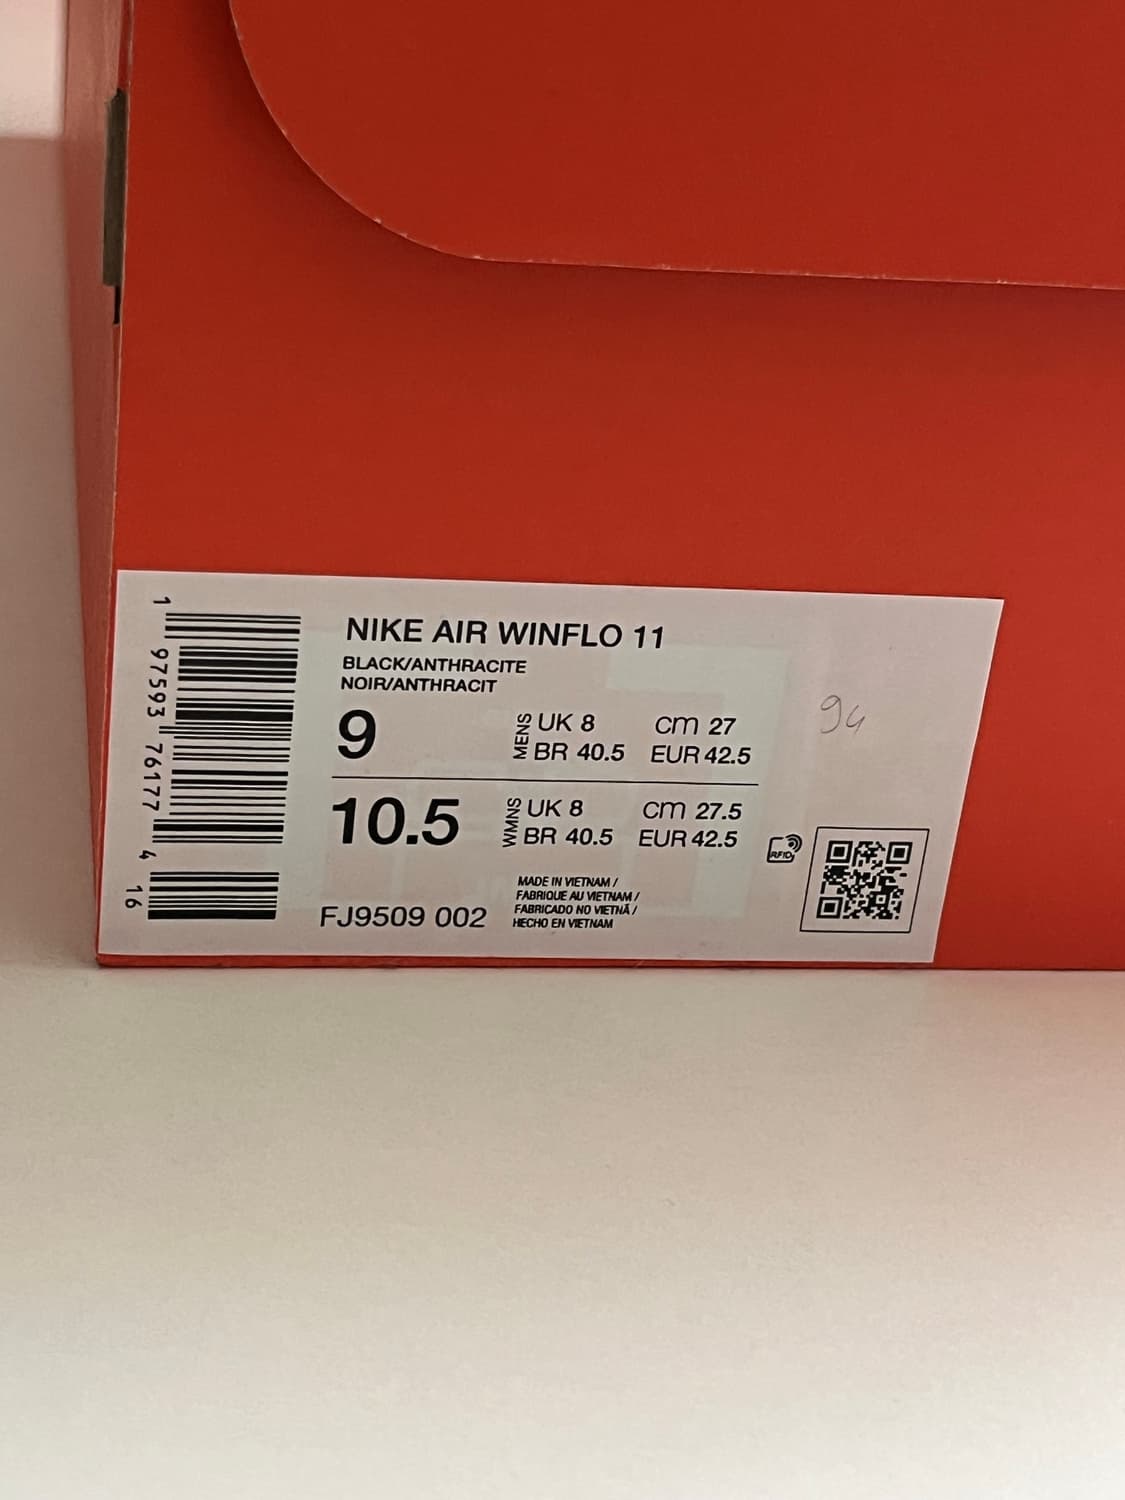 NIKE AIR WINFLO 11
BLACK/ANTHRACITE
NOIR/ANTHRACIT
9
MENS
UK 8 cm 27
BR 40.5 EUR 42.5
10.5
WMNS
UK 8 cm 27.5
BR 40.5 EUR 42.5
FJ9509 002
MADE IN VIETNAM /
FABRIQUE AU VIETNAM /
FABRICADO NO VIETNÃ /
HECHO EN VIETNAM
RFID
94
1 97593 76177 4 16